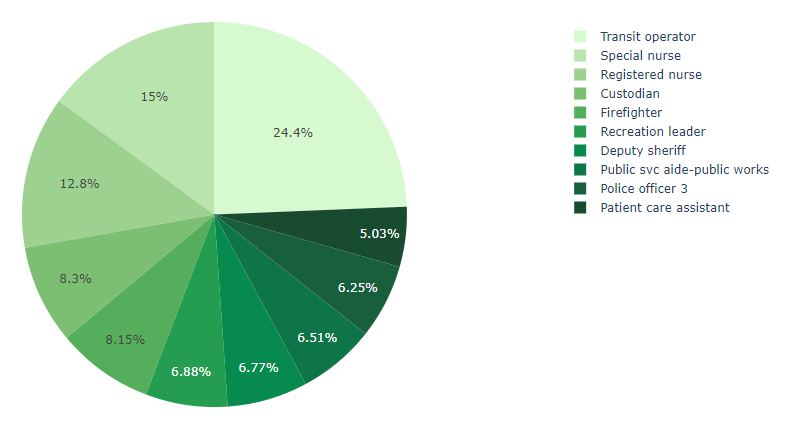 24.4%
15%
12.8%
8.3%
8.15%
6.88%
6.77%
6.51%
6.25%
5.03%
Transit operator
Special nurse
Registered nurse
Custodian
Firefighter
Recreation leader
Deputy sheriff
Public svc aide-public works
Police officer 3
Patient care assistant